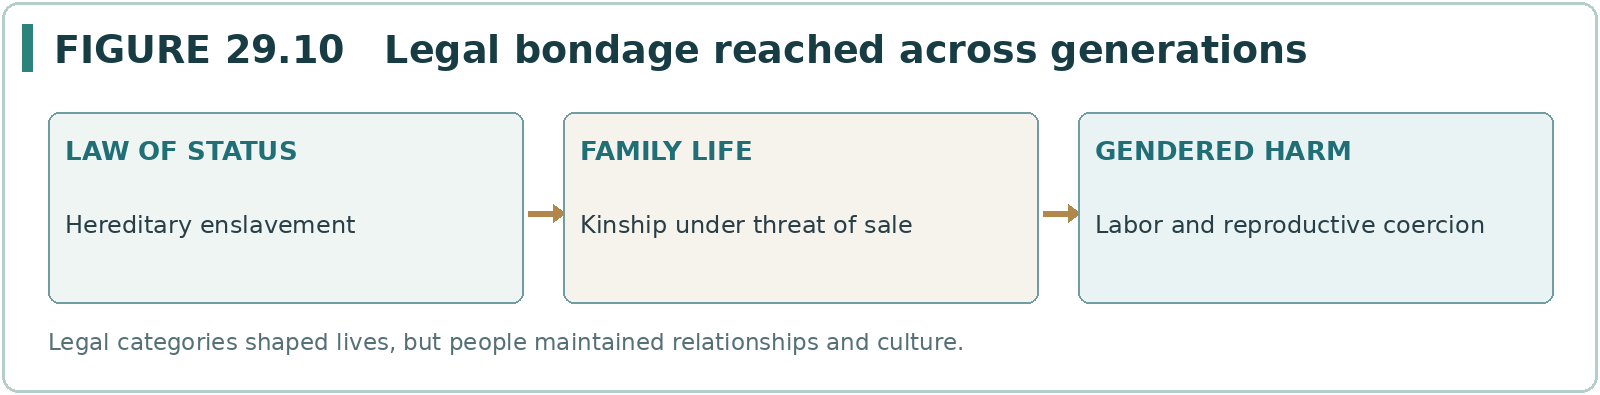 FIGURE 29.10 Legal bondage reached across generations
LAW OF STATUS
Hereditary enslavement
FAMILY LIFE
Kinship under threat of sale
GENDERED HARM
Labor and reproductive coercion
Legal categories shaped lives, but people maintained relationships and culture.